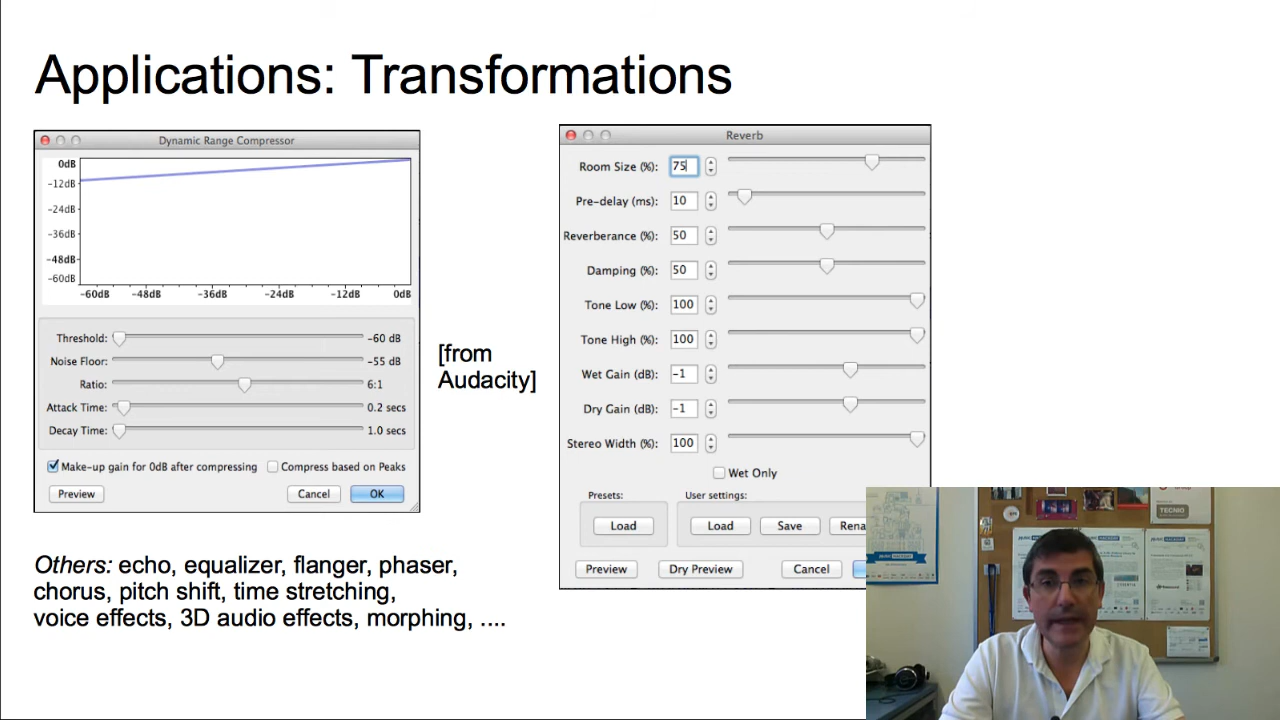 Applications: Transformations
Dynamic Range Compressor
0dB
-12dB
-24dB
-36dB
-48dB
-60dB
-60dB -48dB -36dB -24dB -12dB 0dB
Threshold: -60 dB
Noise Floor: -55 dB
Ratio: 6:1
Attack Time: 0.2 secs
Decay Time: 1.0 secs
Make-up gain for 0dB after compressing Compress based on Peaks
Preview Cancel OK
[from
Audacity]
Reverb
Room Size (%): 75
Pre-delay (ms): 10
Reverberance (%): 50
Damping (%): 50
Tone Low (%): 100
Tone High (%): 100
Wet Gain (dB): -1
Dry Gain (dB): -1
Stereo Width (%): 100
Wet Only
Presets: User settings:
Load Load Save Rena
Preview Dry Preview Cancel
Others: echo, equalizer, flanger, phaser,
chorus, pitch shift, time stretching,
voice effects, 3D audio effects, morphing, ....
TECNIO